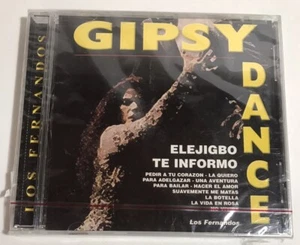 GIPSY
DANCE
LOS FERNANDOS
ELEJIGBO
TE INFORMO
PEDIR A TU CORAZON - LA QUIERO
PARA ADELGAZAR - UNA AVENTURA
PARA BAILAR - HACER EL AMOR
SUAVEMENTE ME MATAS
LA BOTELLA
LA VIDA EN ROSA
Los Fernandos